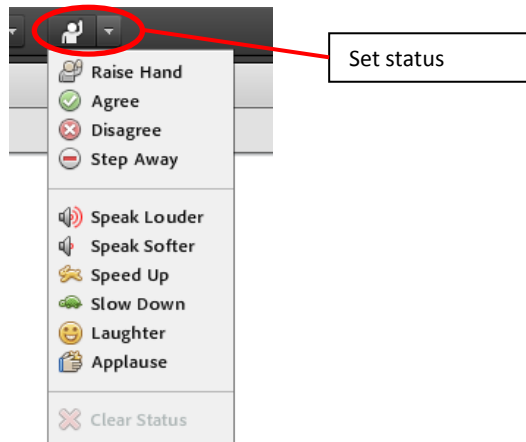 Set status
Raise Hand
Agree
Disagree
Step Away
Speak Louder
Speak Softer
Speed Up
Slow Down
Laughter
Applause
Clear Status